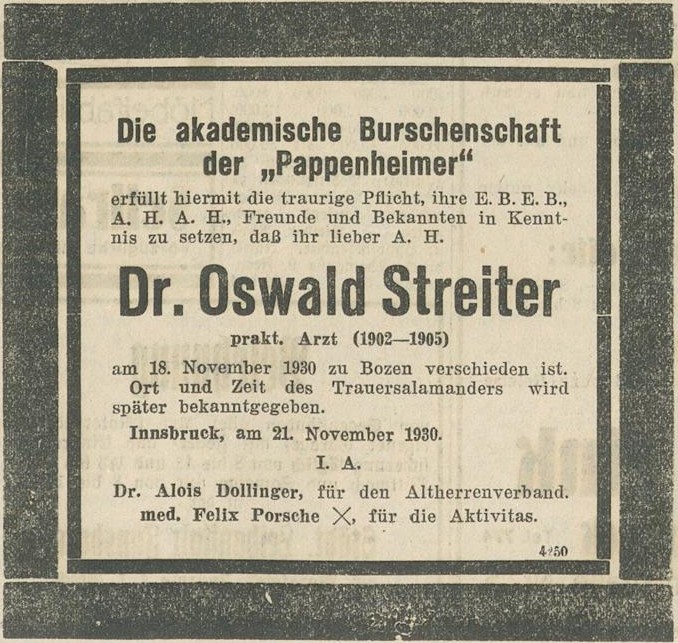 Die akademische Burschenschaft
der „Pappenheimer“
erfüllt hiermit die traurige Pflicht, ihre E. B. E. B.,
A. H. A. H., Freunde und Bekannten in Kennt-
nis zu setzen, daß ihr lieber A. H.
Dr. Oswald Streiter
prakt. Arzt (1902—1905)
am 18. November 1930 zu Bozen verschieden ist.
Ort und Zeit des Trauersalamanders wird
später bekanntgegeben.
Innsbruck, am 21. November 1930.
I. A.
Dr. Alois Dollinger, für den Altherrenverband.
med. Felix Porsche ✕, für die Aktivitas.